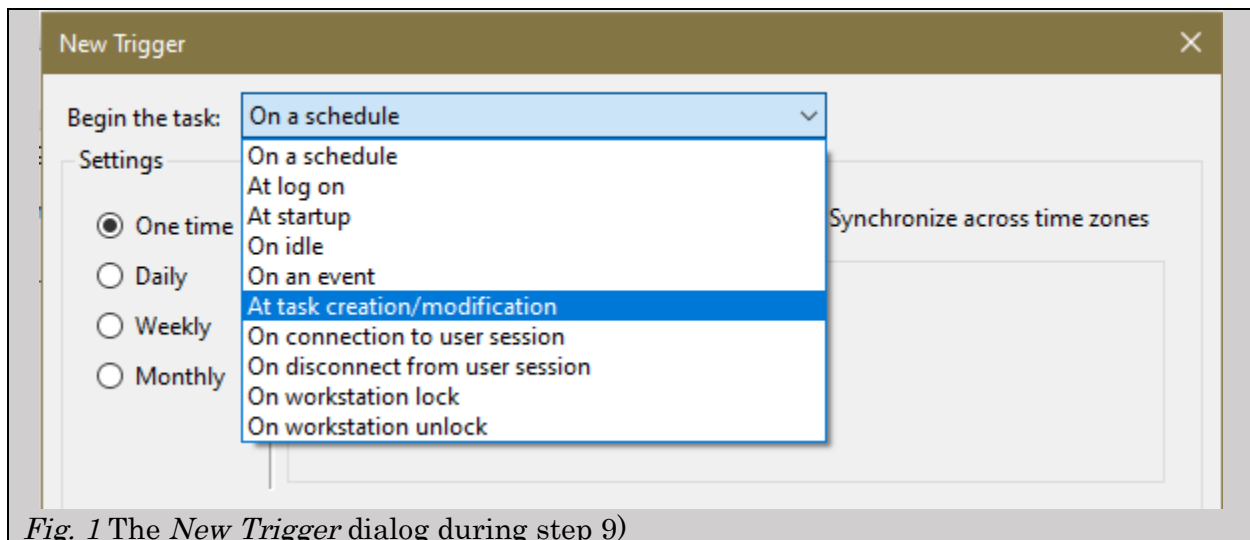 New Trigger
Begin the task: On a schedule
Settings
On a schedule
At log on
At startup
On idle
On an event
At task creation/modification
On connection to user session
On disconnect from user session
On workstation lock
On workstation unlock
One time
Daily
Weekly
Monthly
Synchronize across time zones
Fig. 1 The New Trigger dialog during step 9)